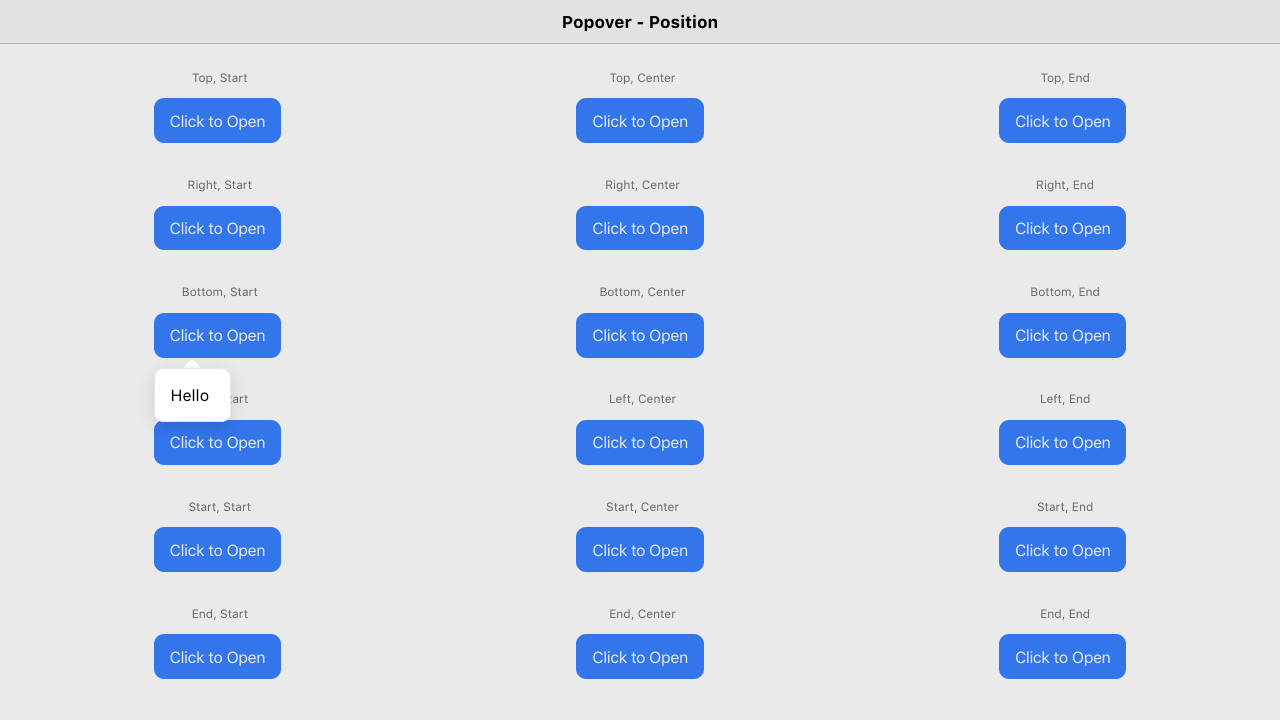 Popover - Position
Top, Start
Top, Center
Top, End
Click to Open
Click to Open
Click to Open
Right, Start
Right, Center
Right, End
Click to Open
Click to Open
Click to Open
Bottom, Start
Bottom, Center
Bottom, End
Click to Open
Click to Open
Click to Open
Hello
Left, Center
Left, End
Click to Open
Click to Open
Click to Open
Start, Start
Start, Center
Start, End
Click to Open
Click to Open
Click to Open
End, Start
End, Center
End, End
Click to Open
Click to Open
Click to Open